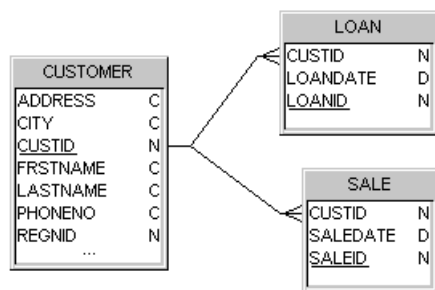 CUSTOMER
ADDRESS C
CITY C
CUSTID N
FRSTNAME C
LASTNAME C
PHONENO C
REGNID N
...
LOAN
CUSTID N
LOANDATE D
LOANID N
SALE
CUSTID N
SALEDATE D
SALEID N